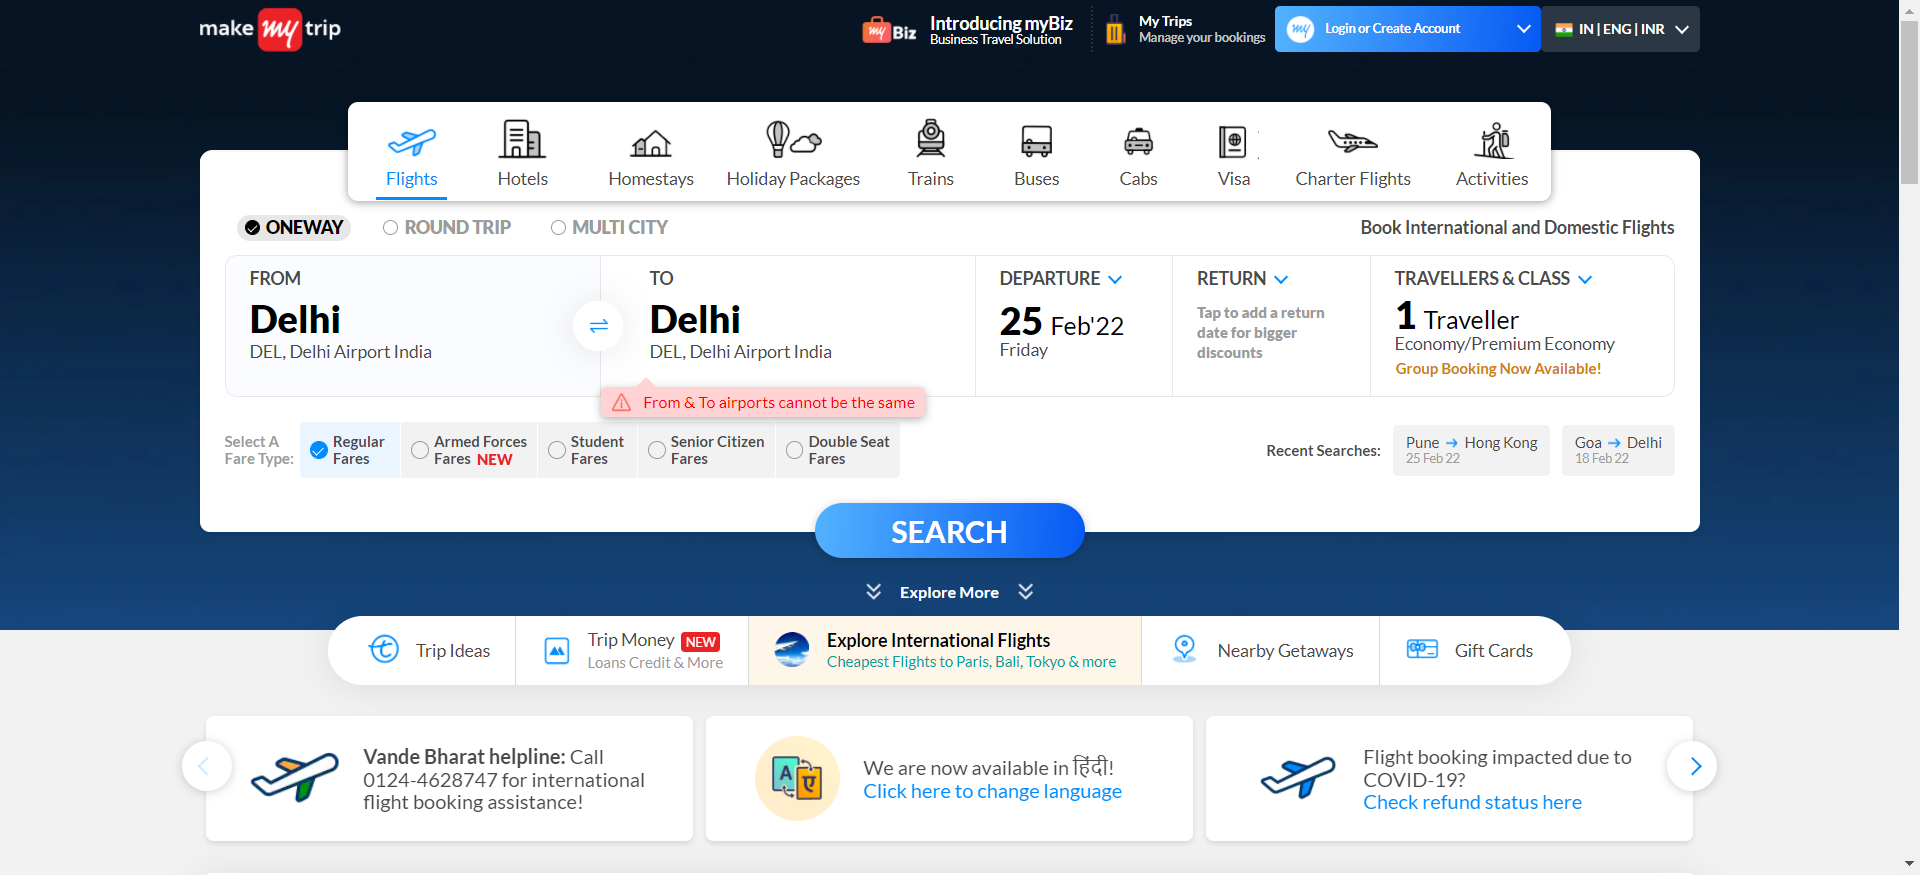 make my trip
my Biz
Introducing myBiz
Business Travel Solution
My Trips
Manage your bookings
my
Login or Create Account
IN | ENG | INR
Flights
Hotels
Homestays
Holiday Packages
Trains
Buses
Cabs
Visa
Charter Flights
Activities
ONEWAY
ROUND TRIP
MULTI CITY
Book International and Domestic Flights
FROM
Delhi
DEL, Delhi Airport India
TO
Delhi
DEL, Delhi Airport India
DEPARTURE
25 Feb'22
Friday
RETURN
Tap to add a return
date for bigger
discounts
TRAVELLERS & CLASS
1 Traveller
Economy/Premium Economy
Group Booking Now Available!
From & To airports cannot be the same
Select A
Fare Type:
Regular
Fares
Armed Forces
Fares NEW
Student
Fares
Senior Citizen
Fares
Double Seat
Fares
Recent Searches:
Pune → Hong Kong
25 Feb 22
Goa → Delhi
18 Feb 22
SEARCH
Explore More
Trip Ideas
Trip Money NEW
Loans Credit & More
Explore International Flights
Cheapest Flights to Paris, Bali, Tokyo & more
Nearby Getaways
Gift Cards
Vande Bharat helpline: Call
0124-4628747 for international
flight booking assistance!
A
ए
We are now available in हिंदी!
Click here to change language
Flight booking impacted due to
COVID-19?
Check refund status here